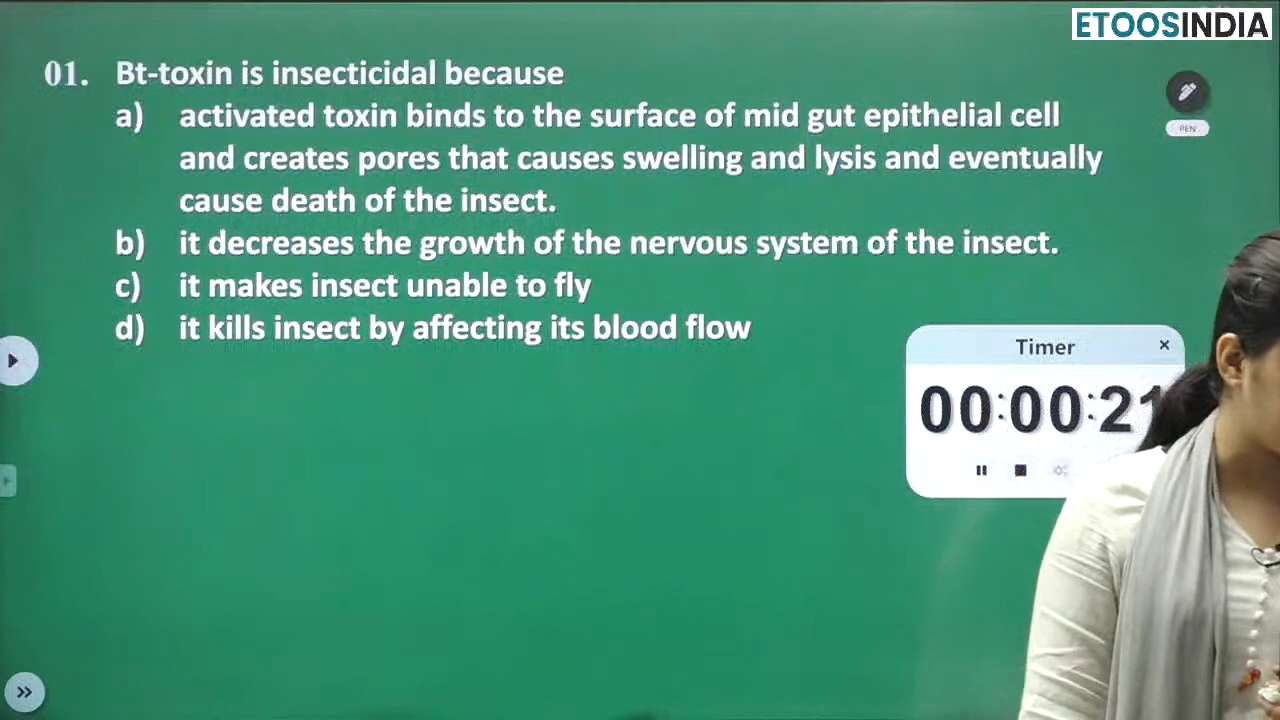 ETOOSINDIA
01. Bt-toxin is insecticidal because
a) activated toxin binds to the surface of mid gut epithelial cell
and creates pores that causes swelling and lysis and eventually
cause death of the insect.
PEN
b) it decreases the growth of the nervous system of the insect.
c) it makes insect unable to fly
d) it kills insect by affecting its blood flow
Timer
00:00:21